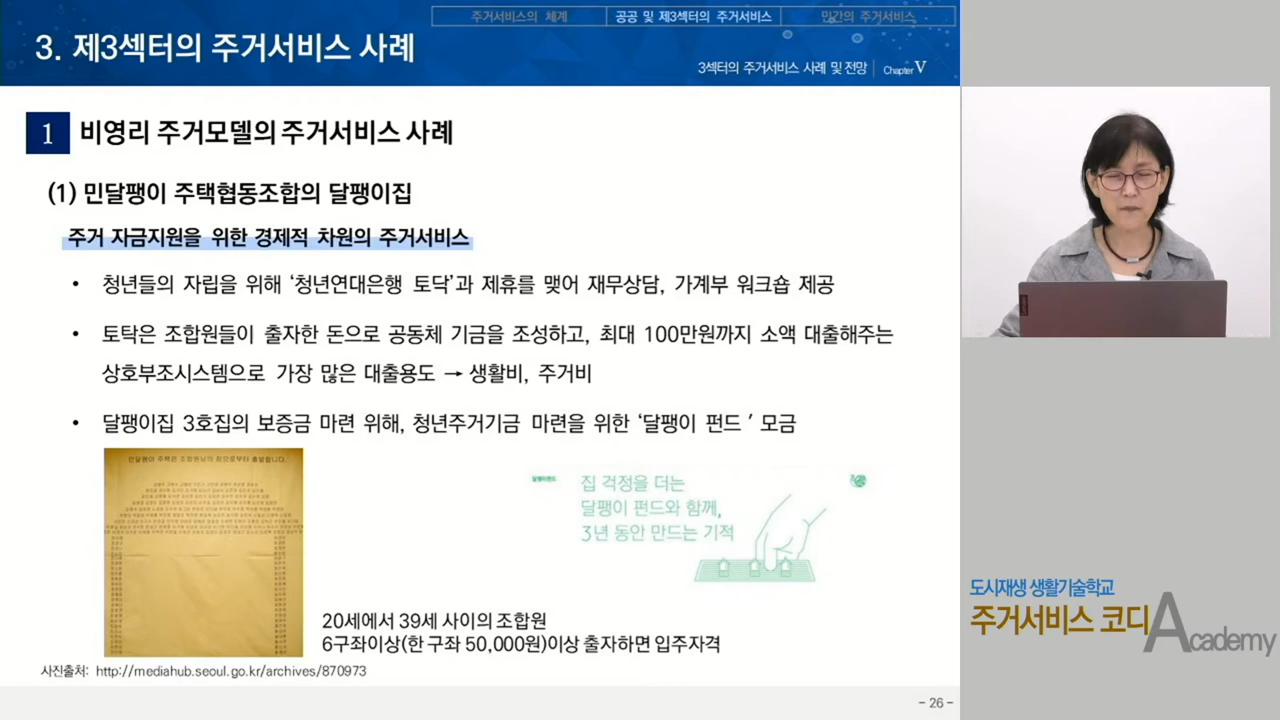 주거서비스의 체계
공공 및 제3섹터의 주거서비스
민간의 주거서비스
3. 제3섹터의 주거서비스 사례
3섹터의 주거서비스 사례 및 전망
Chapter V
1 비영리 주거모델의 주거서비스 사례
(1) 민달팽이 주택협동조합의 달팽이집
주거 자금지원을 위한 경제적 차원의 주거서비스
• 청년들의 자립을 위해 ‘청년연대은행 토닥’과 제휴를 맺어 재무상담, 가계부 워크숍 제공
• 토탁은 조합원들이 출자한 돈으로 공동체 기금을 조성하고, 최대 100만원까지 소액 대출해주는
상호부조시스템으로 가장 많은 대출용도 → 생활비, 주거비
• 달팽이집 3호집의 보증금 마련 위해, 청년주거기금 마련을 위한 ‘달팽이 펀드 ’ 모금
민달팽이 주택은 조합원님의 힘으로부터 출발합니다.
달팽이펀드
집 걱정을 더는
달팽이 펀드와 함께,
3년 동안 만드는 기적
20세에서 39세 사이의 조합원
6구좌이상(한 구좌 50,000원)이상 출자하면 입주자격
사진출처: http://mediahub.seoul.go.kr/archives/870973
- 26 -
도시재생 생활기술학교
주거서비스 코디 Academy